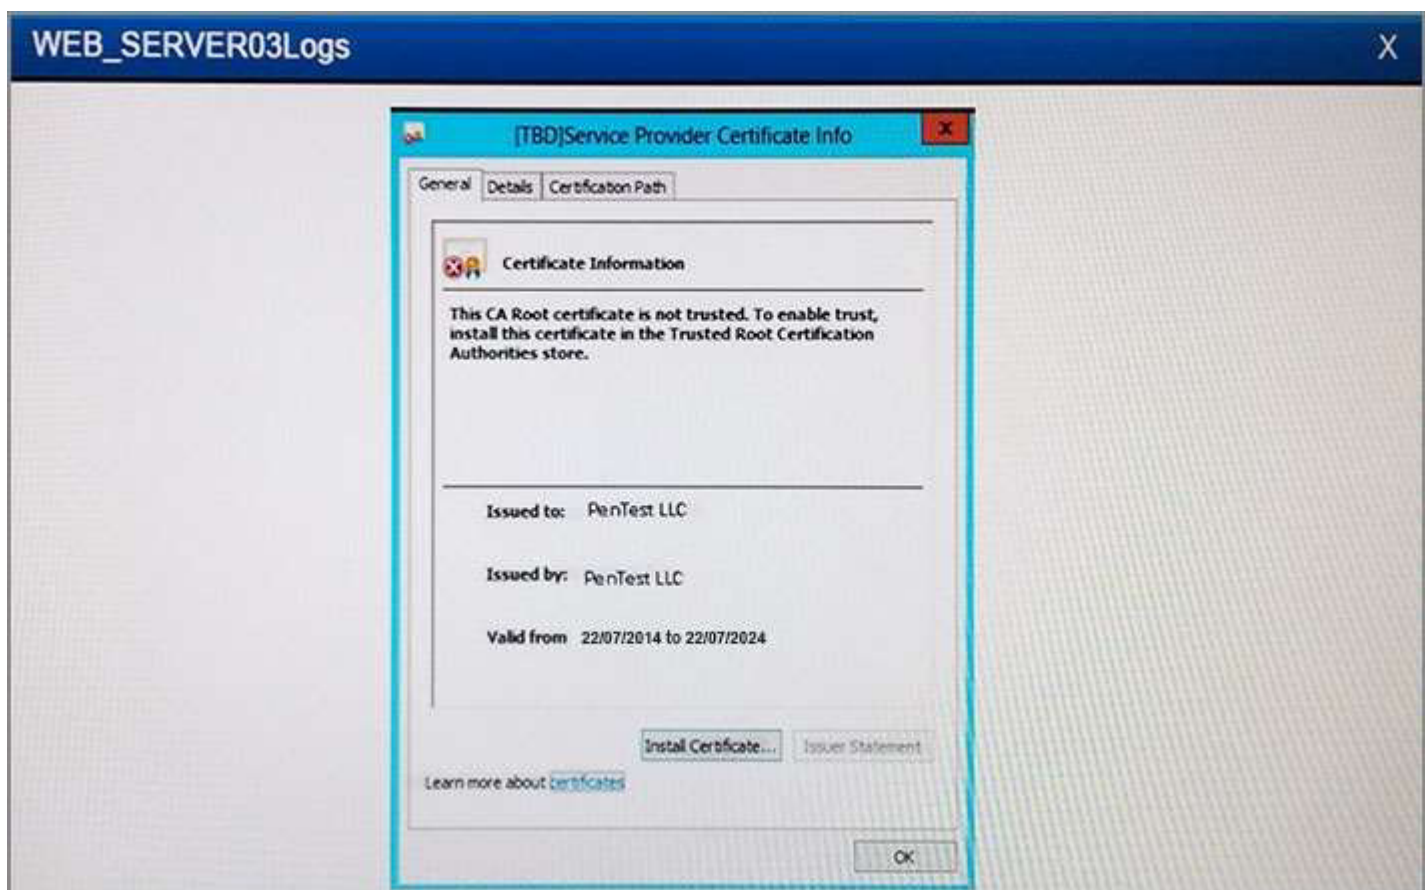 WEB_SERVER03Logs
X
[TBD]Service Provider Certificate Info
x
General Details Certification Path
Certificate Information
This CA Root certificate is not trusted. To enable trust,
install this certificate in the Trusted Root Certification
Authorities store.
Issued to: PenTest LLC
Issued by: PenTest LLC
Valid from 22/07/2014 to 22/07/2024
Install Certificate... Issuer Statement
Learn more about certificates
OK